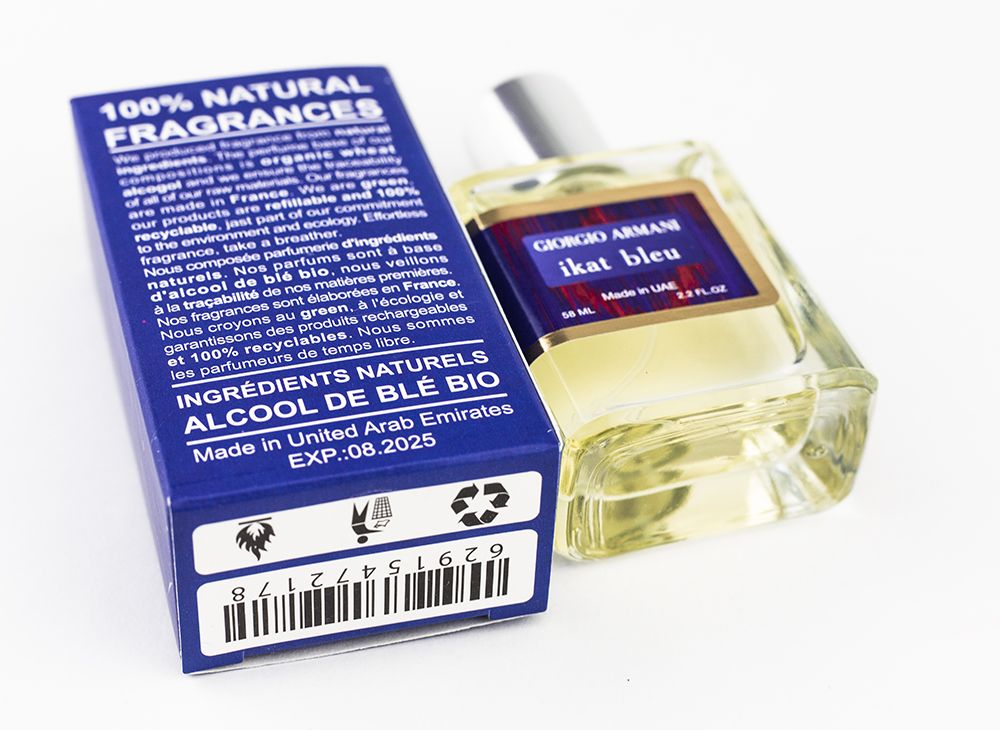 100% NATURAL
FRAGRANCES
We produced fragrance from natural
ingredients. The perfume base of our
compositions is organic wheat
alcogol and we ensure the traceability
of all of our raw materials. Our fragrances
are made in France. We are green
our products are refillable and 100%
recyclable, jast part of our commitment
to the environment and ecology. Effortless
fragrance, take a breather.
Nous composée parfumerie d'ingrédients
naturels. Nos parfums sont à base
d'alcool de blé bio, nous veillons
à la traçabilité de nos matières premières.
Nos fragrances sont élaborées en France.
Nous croyons au green, à l'écologie et
garantissons des produits rechargeables
et 100% recyclables. Nous sommes
les parfumeurs de temps libre.
INGRÉDIENTS NATURELS
ALCOOL DE BLÉ BIO
Made in United Arab Emirates
EXP.:08.2025
62915472178
GIORGIO ARMANI
ikat bleu
Made in UAE
58 ML 2.2 FL.OZ